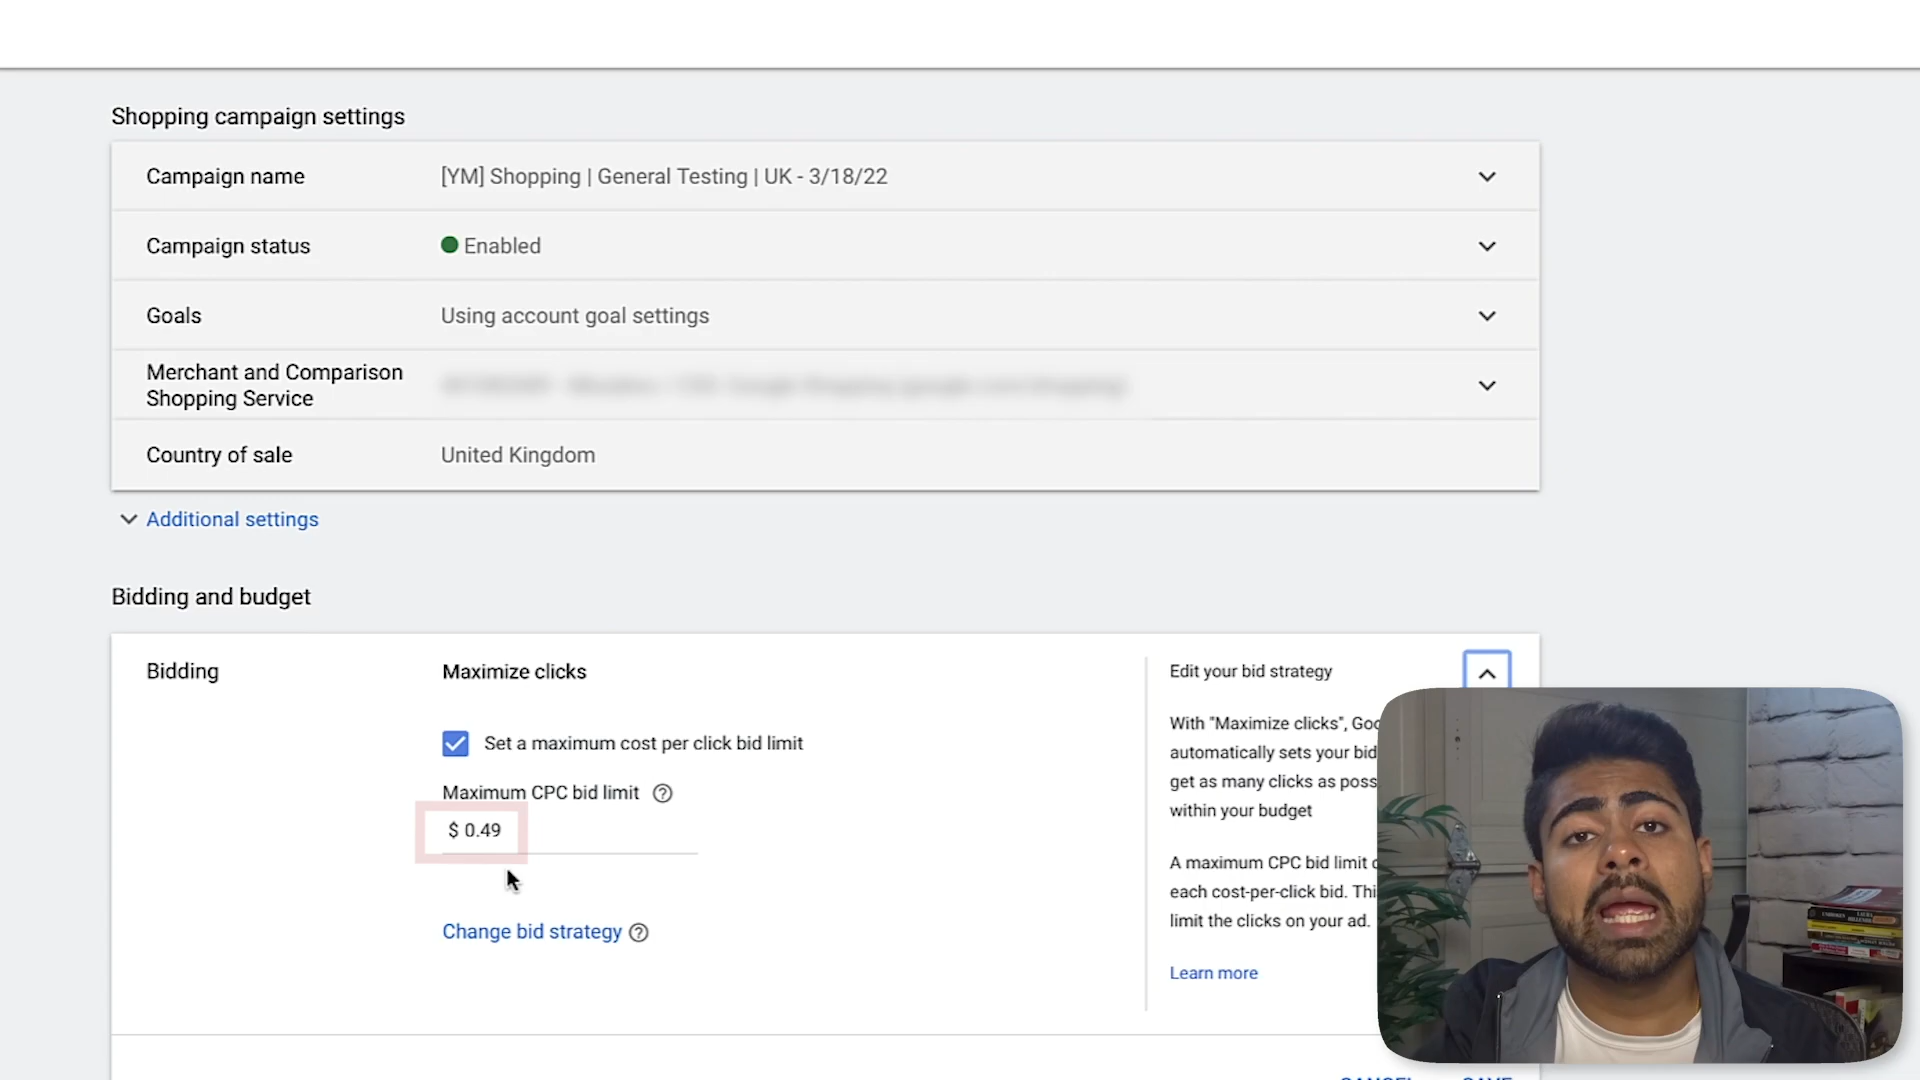 Shopping campaign settings
Campaign name
[YM] Shopping | General Testing | UK - 3/18/22
Campaign status
Enabled
Goals
Using account goal settings
Merchant and Comparison
Shopping Service
Country of sale
United Kingdom
Additional settings
Bidding and budget
Bidding
Maximize clicks
Set a maximum cost per click bid limit
Maximum CPC bid limit
$ 0.49
Change bid strategy
Edit your bid strategy
With "Maximize clicks", Goo
automatically sets your bid
get as many clicks as poss
within your budget
A maximum CPC bid limit c
each cost-per-click bid. Thi
limit the clicks on your ad.
Learn more
CANCEL
SAVE